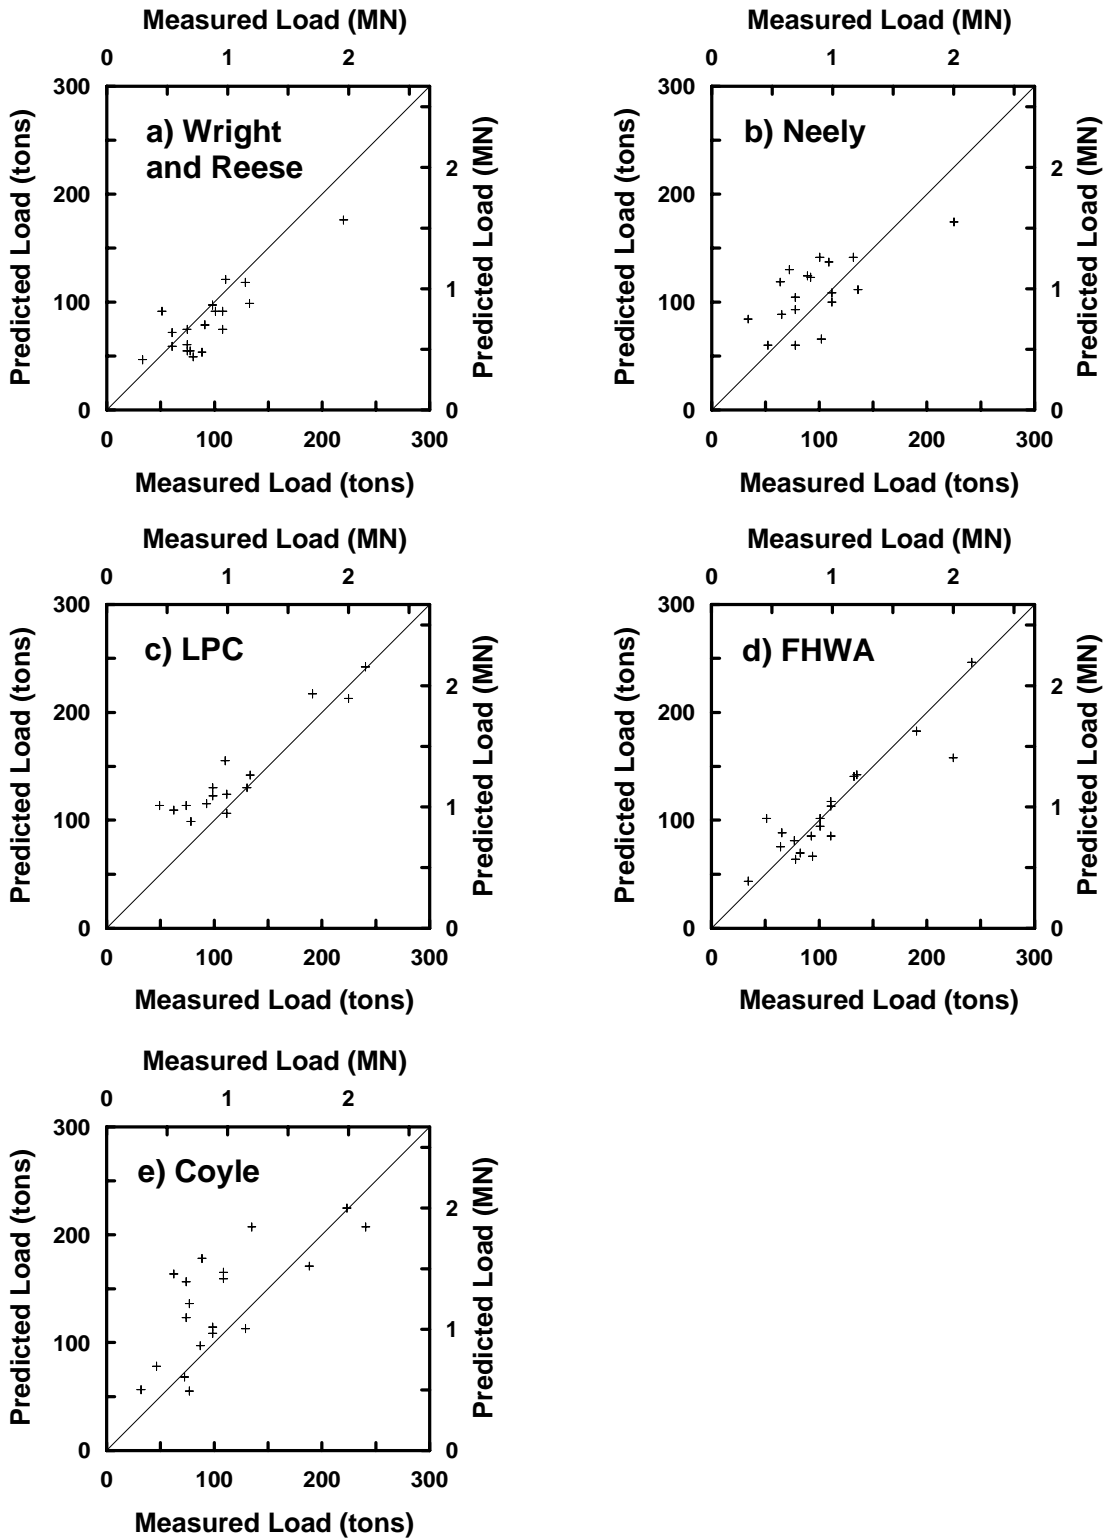 Measured Load (MN)
0 1 2
300
200
100
0
Predicted Load (tons)
a) Wright
and Reese
2
1
0
Predicted Load (MN)
0 100 200 300
Measured Load (tons)
Measured Load (MN)
0 1 2
300
200
100
0
Predicted Load (tons)
b) Neely
2
1
0
Predicted Load (MN)
0 100 200 300
Measured Load (tons)
Measured Load (MN)
0 1 2
300
200
100
0
Predicted Load (tons)
c) LPC
2
1
0
Predicted Load (MN)
0 100 200 300
Measured Load (tons)
Measured Load (MN)
0 1 2
300
200
100
0
Predicted Load (tons)
d) FHWA
2
1
0
Predicted Load (MN)
0 100 200 300
Measured Load (tons)
Measured Load (MN)
0 1 2
300
200
100
0
Predicted Load (tons)
e) Coyle
2
1
0
Predicted Load (MN)
0 100 200 300
Measured Load (tons)